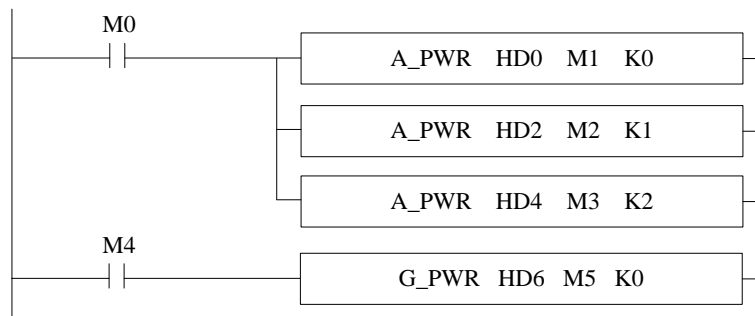 M0
A_PWR HD0 M1 K0
A_PWR HD2 M2 K1
A_PWR HD4 M3 K2
M4
G_PWR HD6 M5 K0